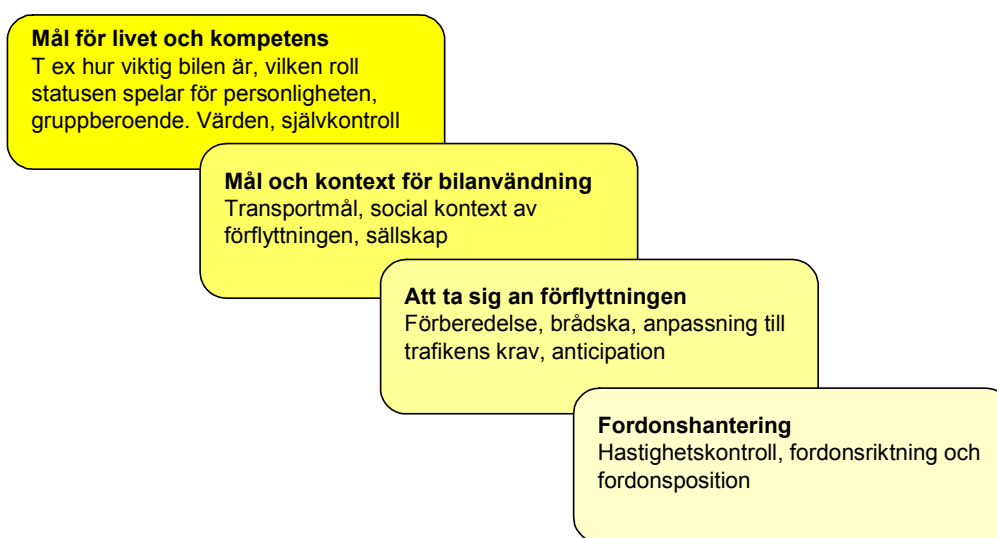 Mål för livet och kompetens
T ex hur viktig bilen är, vilken roll
statusen spelar för personligheten,
gruppberoende. Värden, självkontroll
Mål och kontext för bilanvändning
Transportmål, social kontext av
förflyttningen, sällskap
Att ta sig an förflyttningen
Förberedelse, brådska, anpassning till
trafikens krav, anticipation
Fordonshantering
Hastighetskontroll, fordonsriktning och
fordonsposition